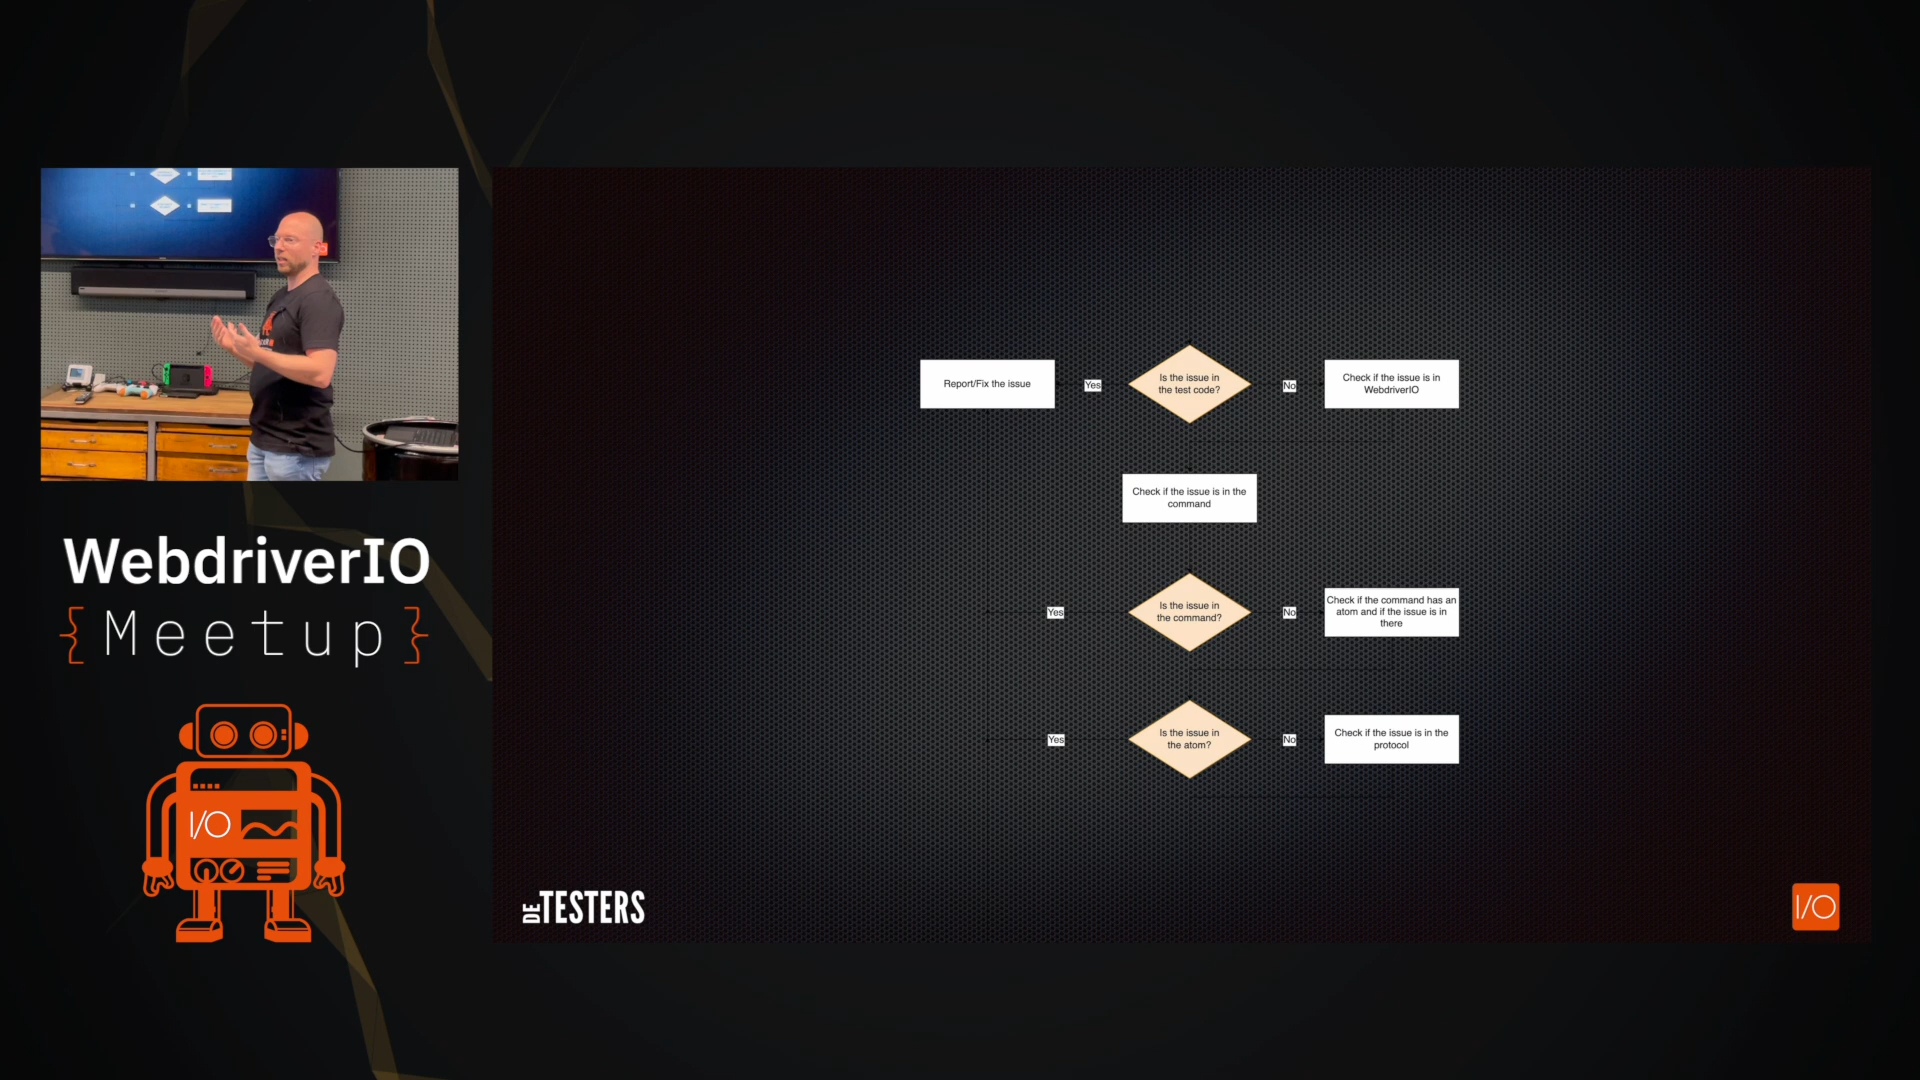 WebdriverIO
{Meetup}
I/O
Report/Fix the issue
Yes
Is the issue in
the test code?
No
Check if the issue is in
WebdriverIO
Check if the issue is in the
command
Yes
Is the issue in
the command?
No
Check if the command has an
atom and if the issue is in
there
Yes
Is the issue in
the atom?
No
Check if the issue is in the
protocol
DE TESTERS
I/O